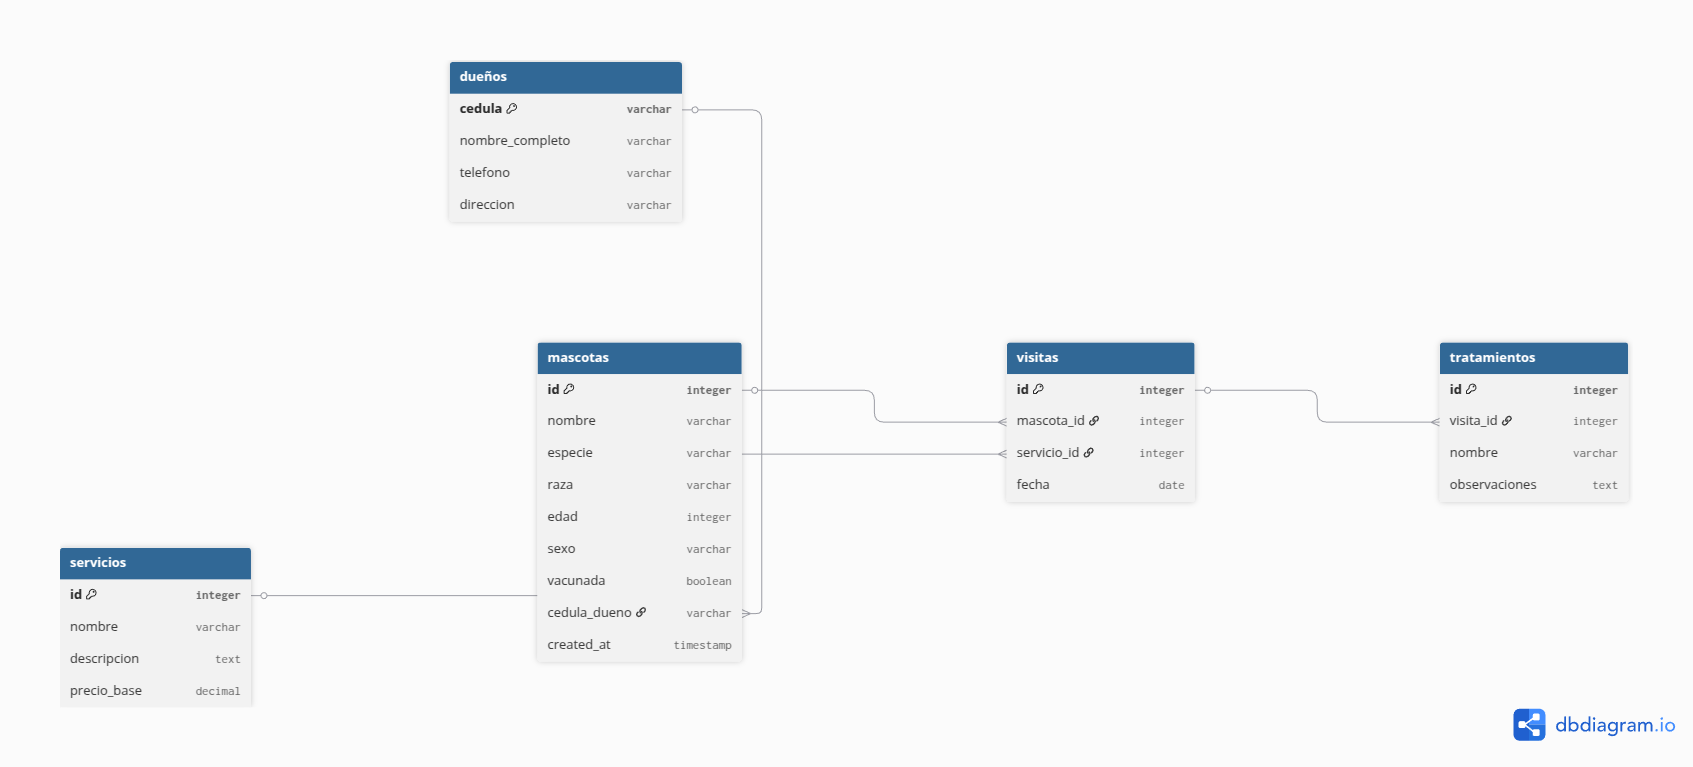 dueños
cedula varchar
nombre_completo varchar
telefono varchar
direccion varchar
mascotas
id integer
nombre varchar
especie varchar
raza varchar
edad integer
sexo varchar
vacunada boolean
cedula_dueno varchar
created_at timestamp
visitas
id integer
mascota_id integer
servicio_id integer
fecha date
tratamientos
id integer
visita_id integer
nombre varchar
observaciones text
servicios
id integer
nombre varchar
descripcion text
precio_base decimal
dbdiagram.io